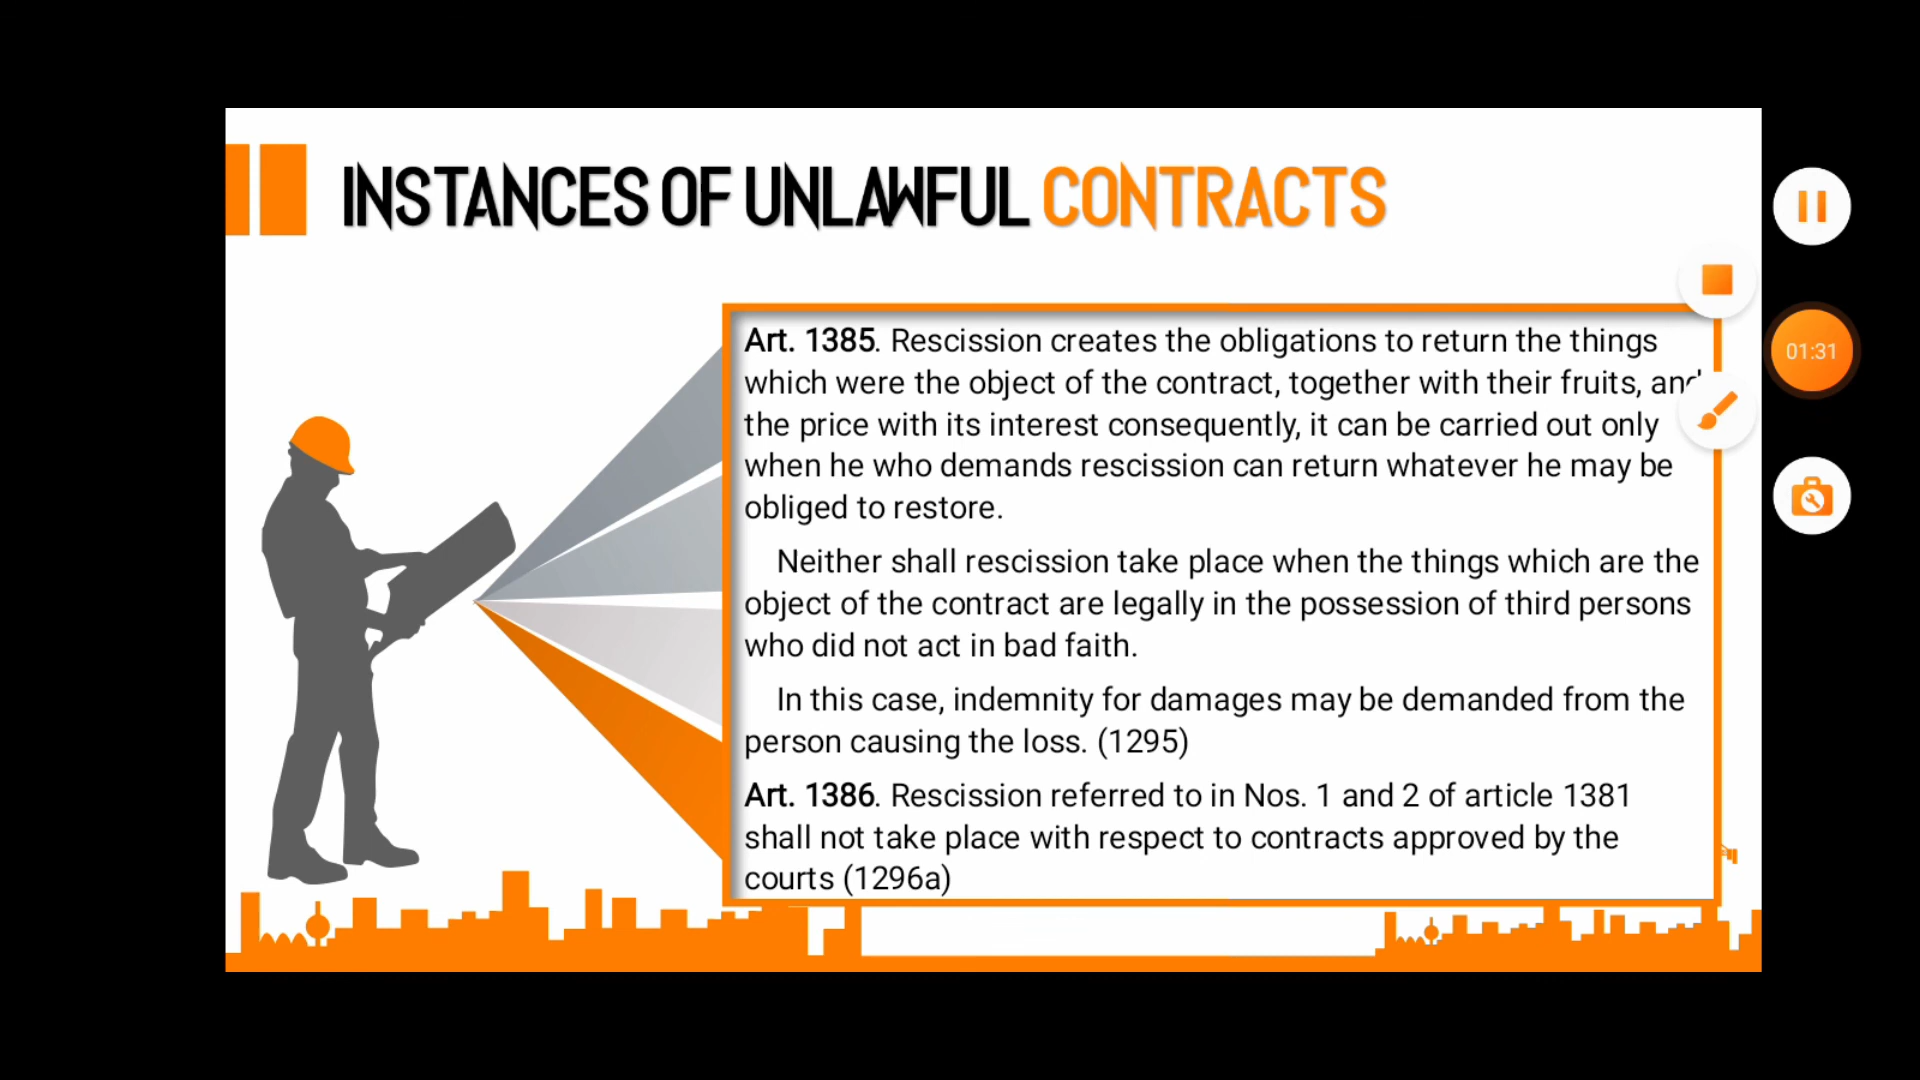 INSTANCES OF UNLAWFUL CONTRACTS
Art. 1385. Rescission creates the obligations to return the things
which were the object of the contract, together with their fruits, and
the price with its interest consequently, it can be carried out only
when he who demands rescission can return whatever he may be
obliged to restore.
Neither shall rescission take place when the things which are the
object of the contract are legally in the possession of third persons
who did not act in bad faith.
In this case, indemnity for damages may be demanded from the
person causing the loss. (1295)
Art. 1386. Rescission referred to in Nos. 1 and 2 of article 1381
shall not take place with respect to contracts approved by the
courts (1296a)
01:31